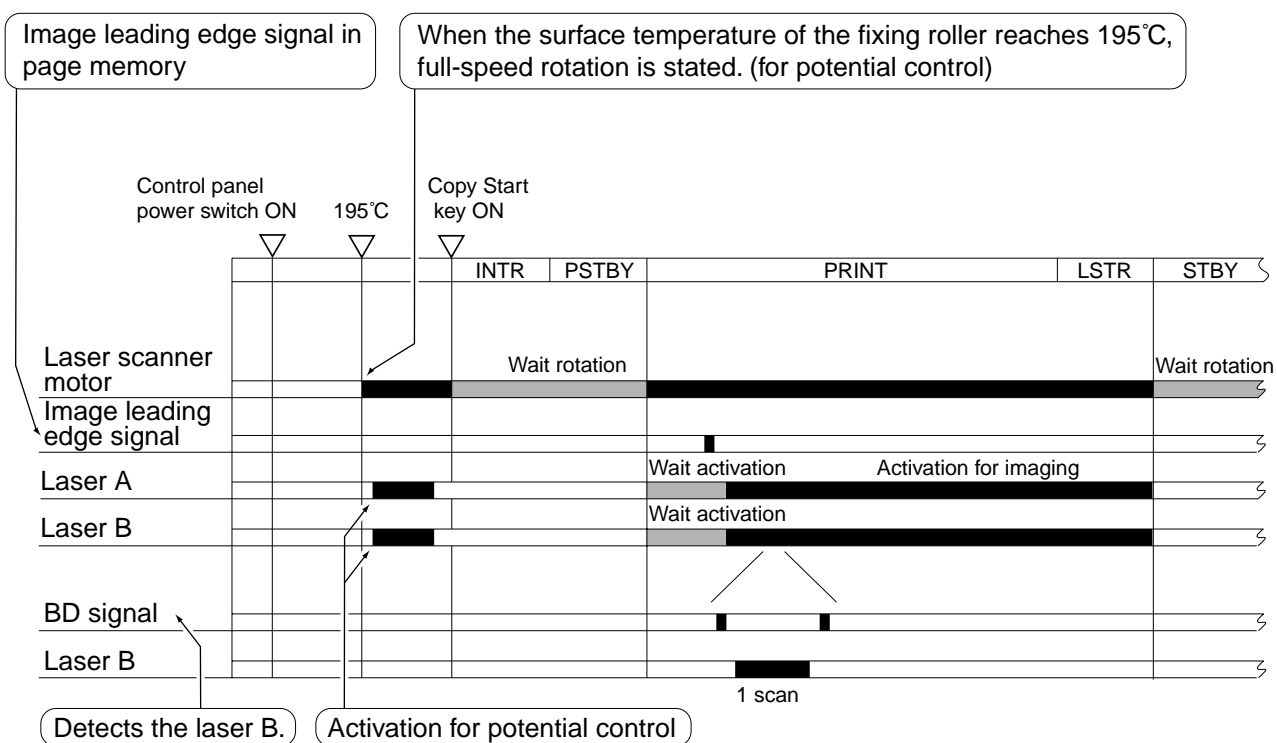 Image leading edge signal in
page memory
When the surface temperature of the fixing roller reaches 195°C,
full-speed rotation is stated. (for potential control)
Control panel
power switch ON
195°C
Copy Start
key ON
INTR
PSTBY
PRINT
LSTR
STBY
Laser scanner
motor
Wait rotation
Wait rotation
Image leading
edge signal
Wait activation
Activation for imaging
Laser A
Wait activation
Laser B
BD signal
Laser B
1 scan
Detects the laser B.
Activation for potential control